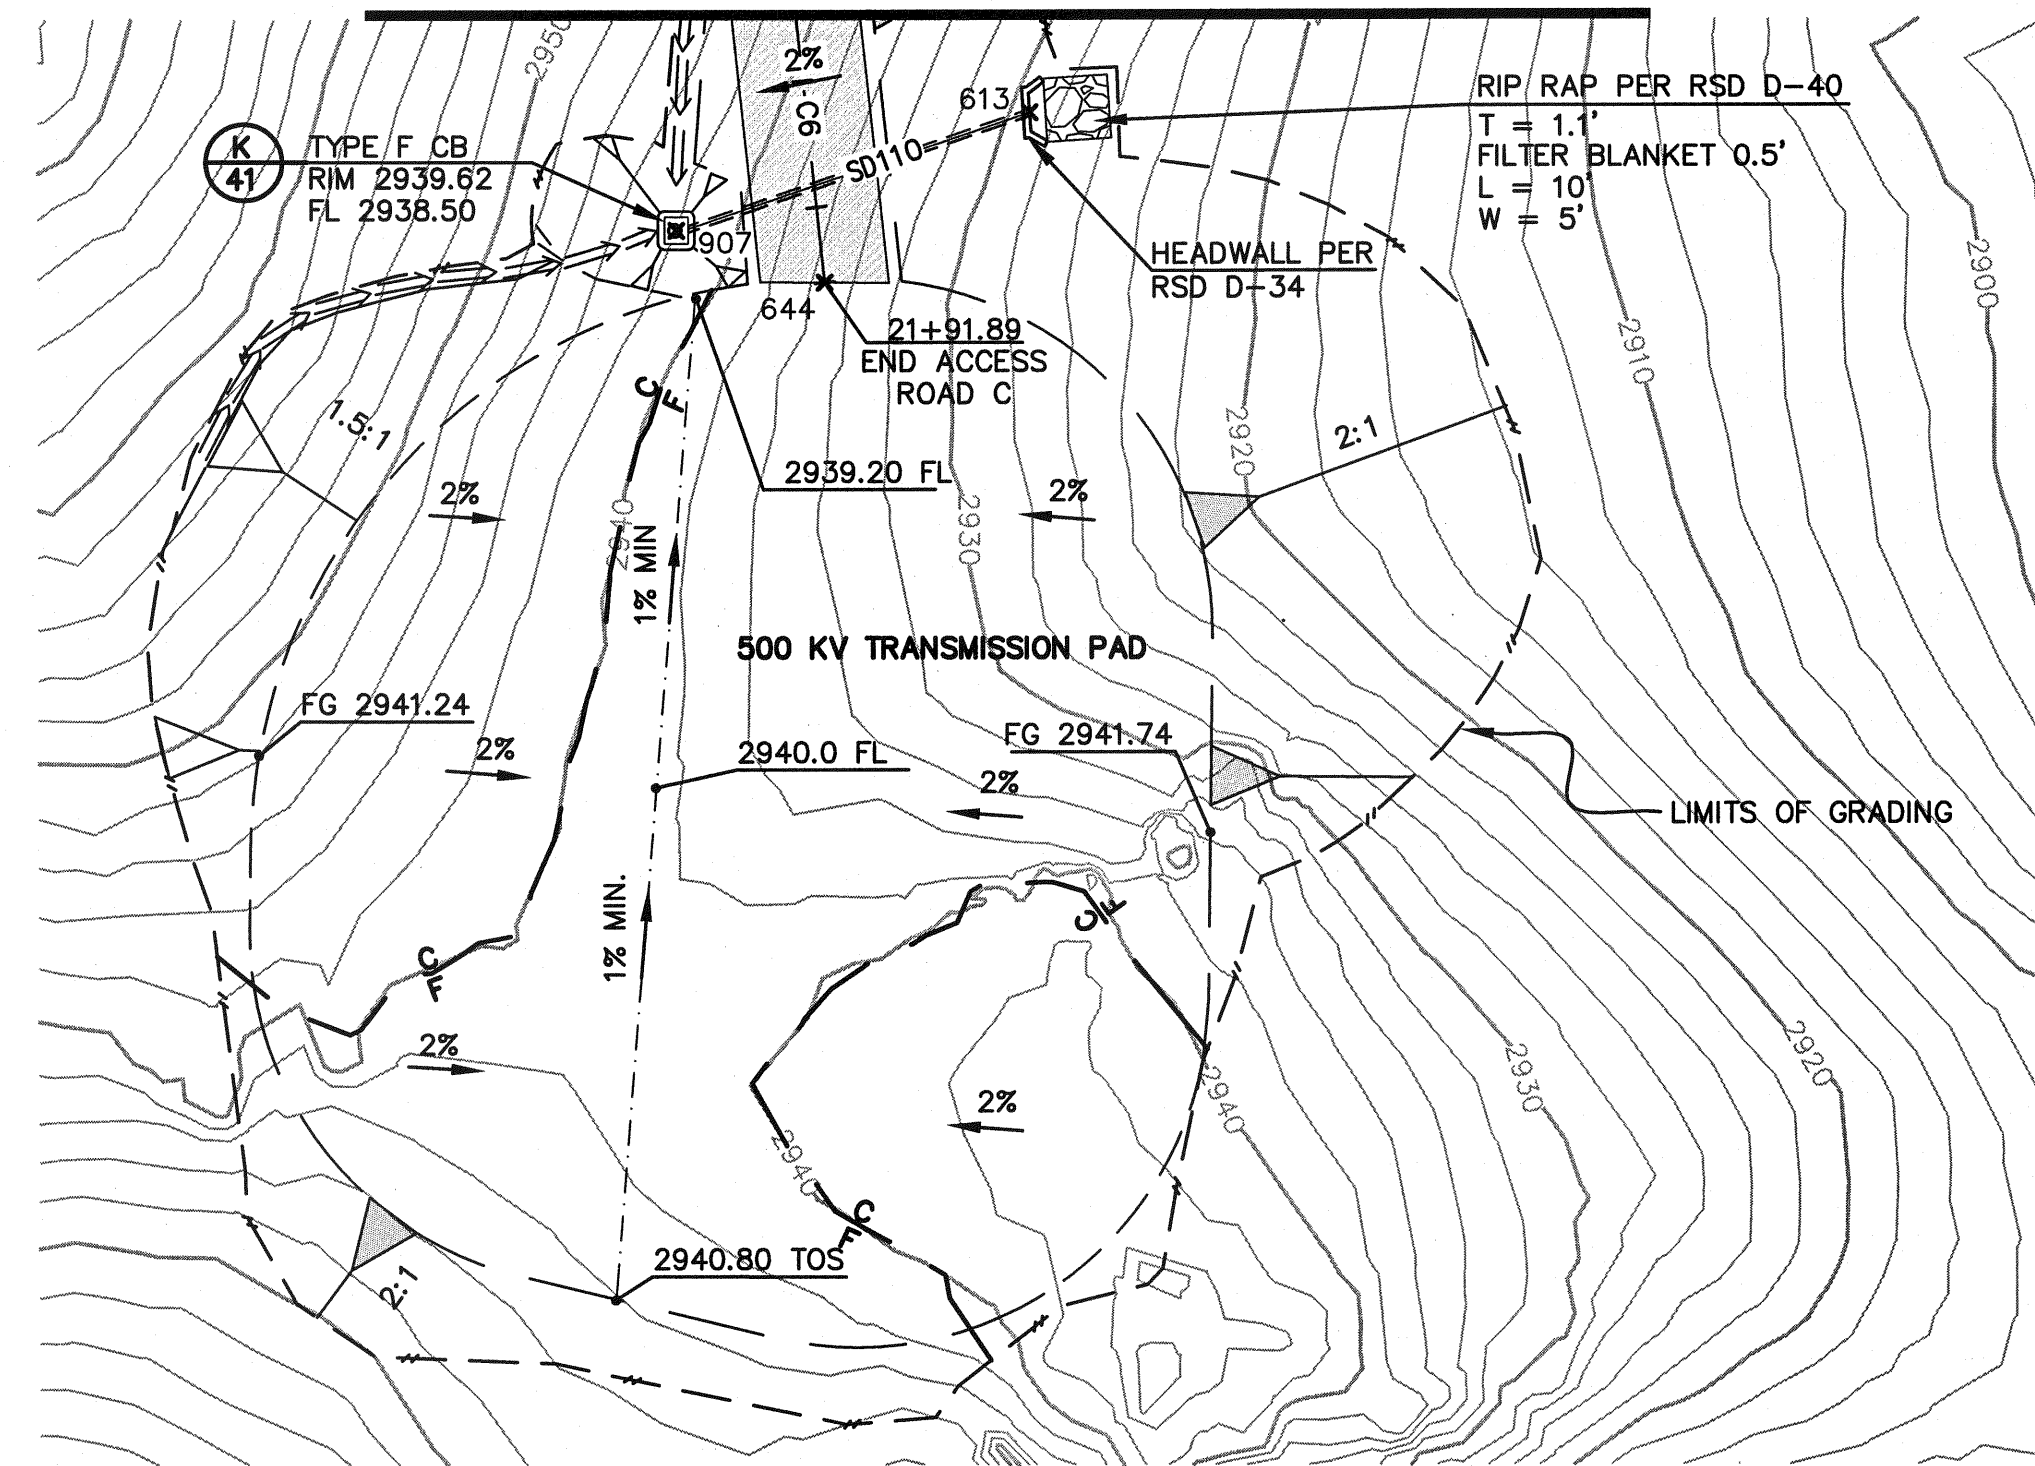 2950
2%
C6
613
RIP RAP PER RSD D-40
T = 1.1'
FILTER BLANKET 0.5'
L = 10'
W = 5'
K
41
TYPE F CB
RIM 2939.62
FL 2938.50
SD110
907
HEADWALL PER
RSD D-34
2900
644
21+91.89
END ACCESS
ROAD C
2910
C
F
1.5:1
2:1
2920
2939.20 FL
2%
2%
2940
2930
1% MIN
500 KV TRANSMISSION PAD
FG 2941.24
FG 2941.74
2%
2940.0 FL
2%
LIMITS OF GRADING
1% MIN.
C
F
C
F
2%
2%
2940
2940
2930
2920
C
F
2940.80 TOS
2:1